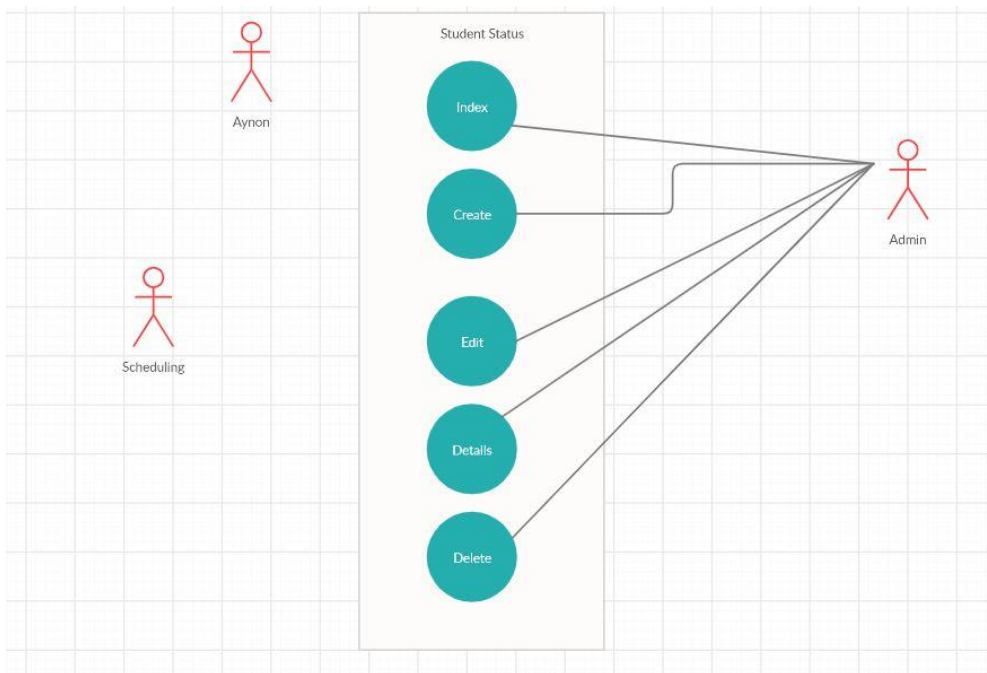 Student Status
Aynon
Index
Create
Admin
Scheduling
Edit
Details
Delete